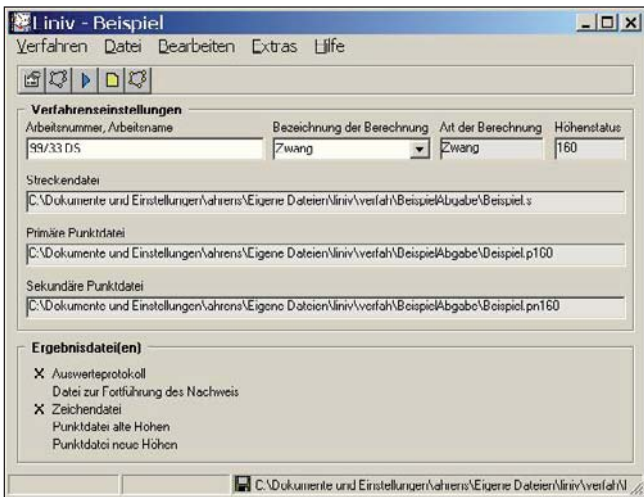 Liniv - Beispiel
Verfahren Datei Bearbeiten Extras Hilfe
Verfahrenseinstellungen
Arbeitsnummer, Arbeitsname Bezeichnung der Berechnung Art der Berechnung Höhenstatus
99/33 DS Zwang Zwang 160
Streckendatei
C:\Dokumente und Einstellungen\ahrens\Eigene Dateien\liniv\verfah\BeispielAbgabe\Beispiel.s
Primäre Punktdatei
C:\Dokumente und Einstellungen\ahrens\Eigene Dateien\liniv\verfah\BeispielAbgabe\Beispiel.p160
Sekundäre Punktdatei
C:\Dokumente und Einstellungen\ahrens\Eigene Dateien\liniv\verfah\BeispielAbgabe\Beispiel.pn160
Ergebnisdatei(en)
X Auswerteprotokoll
Datei zur Fortführung des Nachweis
X Zeichendatei
Punktdatei alte Höhen
Punktdatei neue Höhen
C:\Dokumente und Einstellungen\ahrens\Eigene Dateien\liniv\verfah\